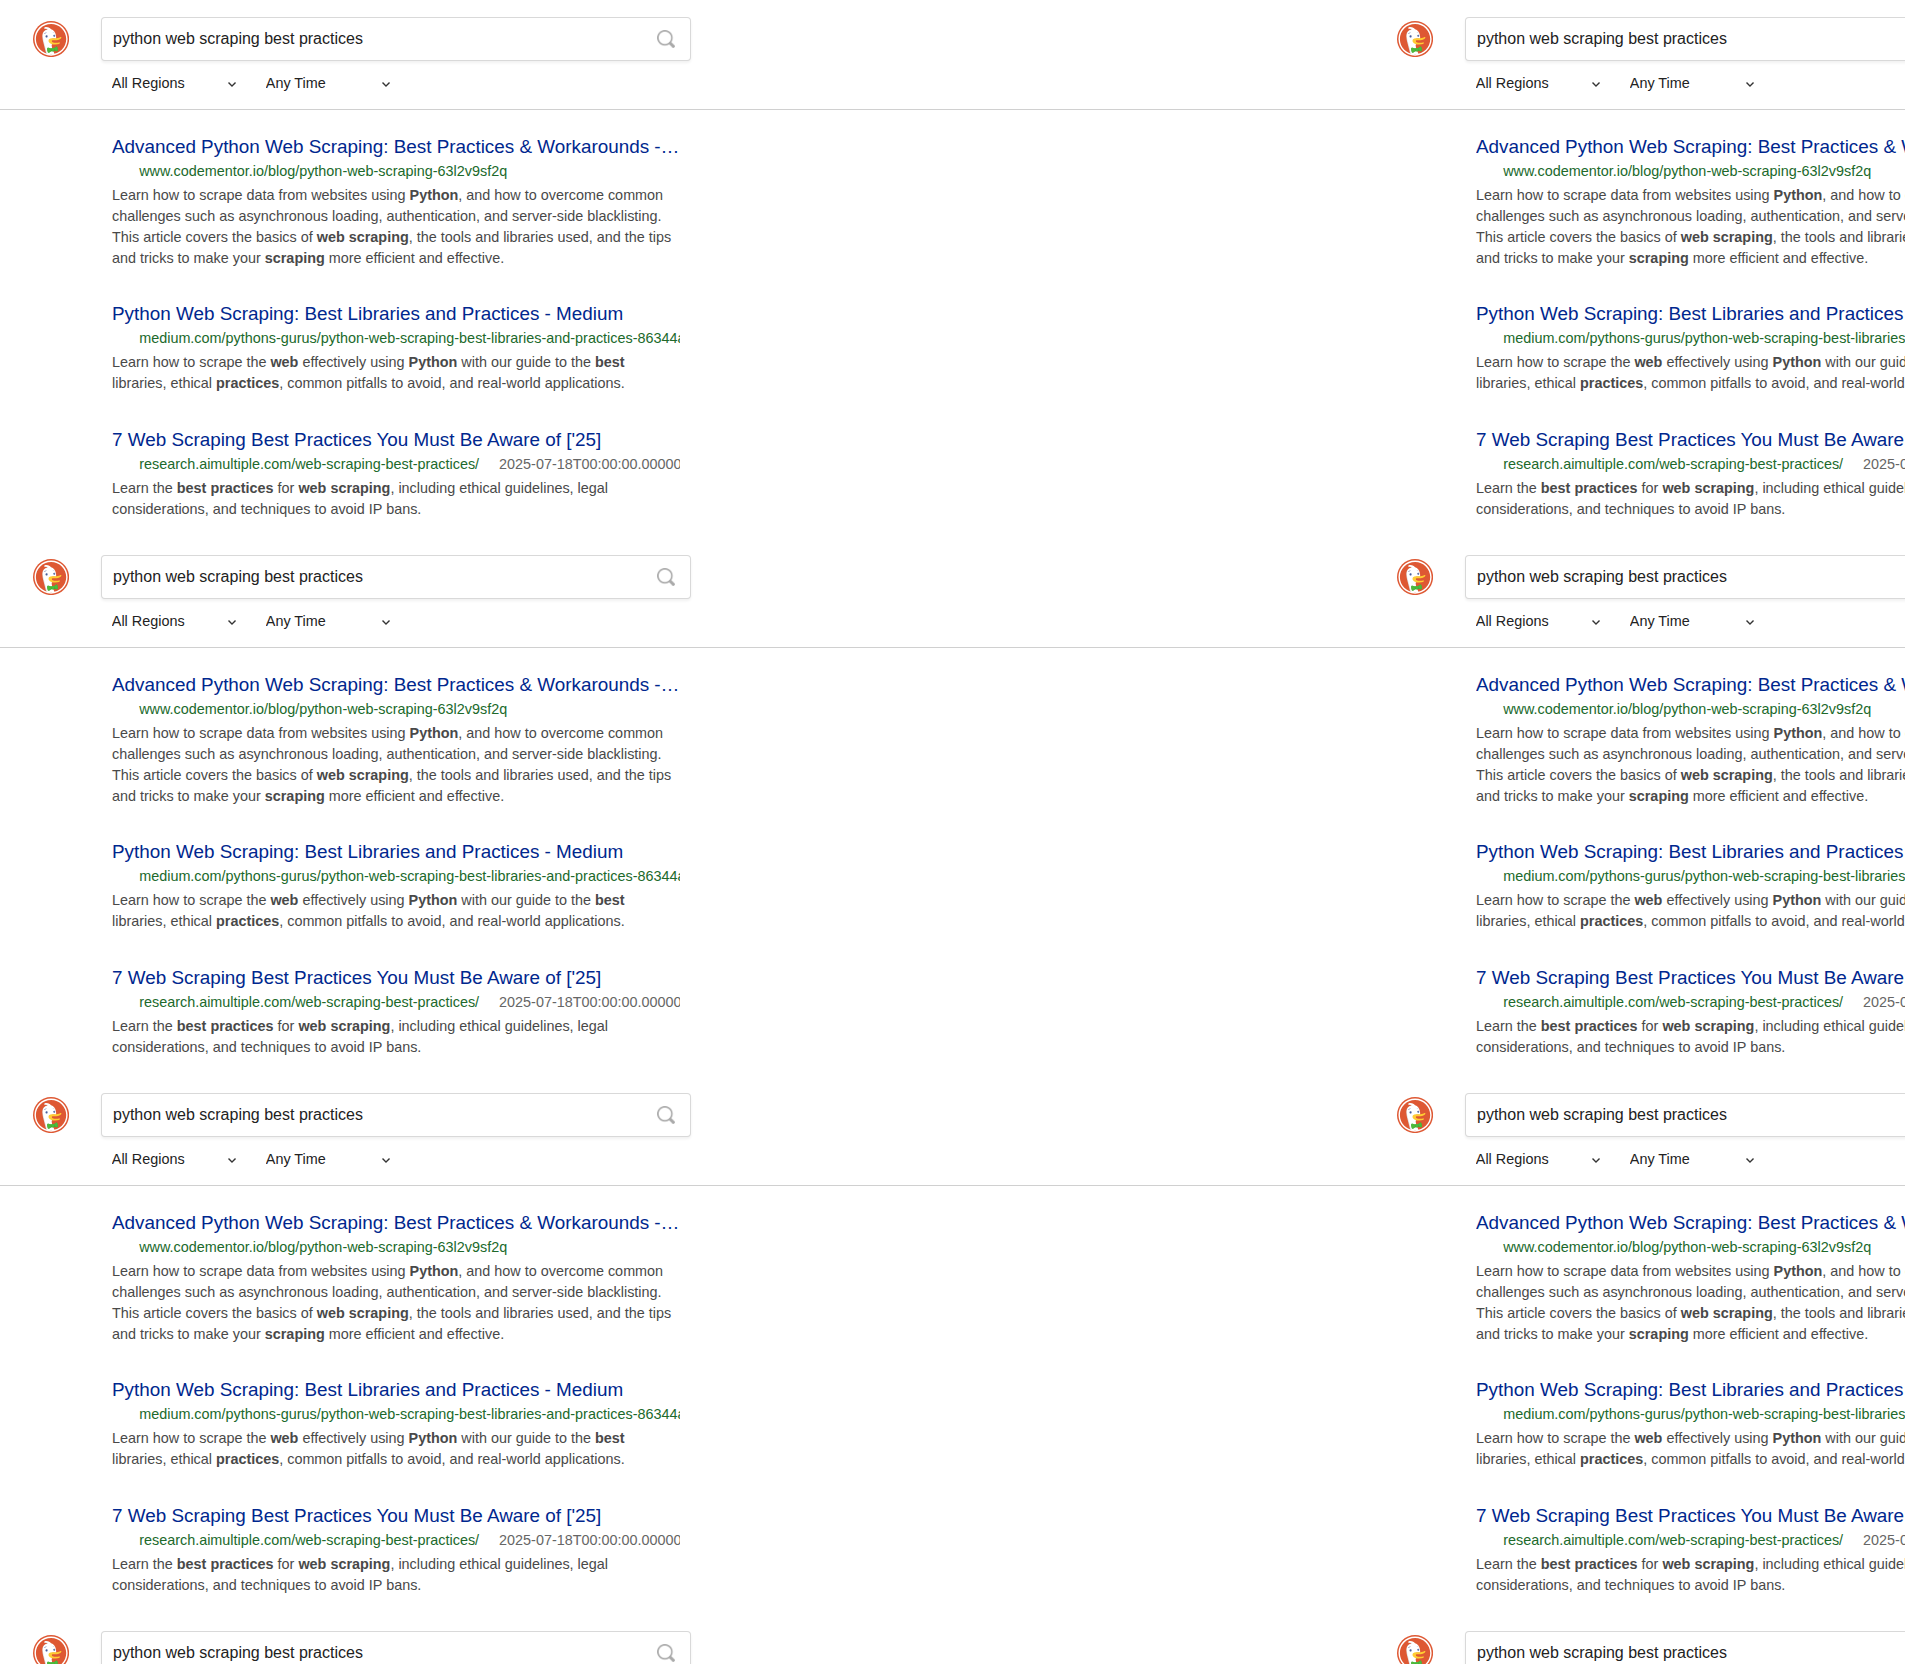 python web scraping best practices
All Regions Any Time
Advanced Python Web Scraping: Best Practices & Workarounds -…
www.codementor.io/blog/python-web-scraping-63l2v9sf2q
Learn how to scrape data from websites using Python, and how to overcome common
challenges such as asynchronous loading, authentication, and server-side blacklisting.
This article covers the basics of web scraping, the tools and libraries used, and the tips
and tricks to make your scraping more efficient and effective.
Python Web Scraping: Best Libraries and Practices - Medium
medium.com/pythons-gurus/python-web-scraping-best-libraries-and-practices-86344
Learn how to scrape the web effectively using Python with our guide to the best
libraries, ethical practices, common pitfalls to avoid, and real-world applications.
7 Web Scraping Best Practices You Must Be Aware of ['25]
research.aimultiple.com/web-scraping-best-practices/ 2025-07-18T00:00:00.00000
Learn the best practices for web scraping, including ethical guidelines, legal
considerations, and techniques to avoid IP bans.
python web scraping best practices
All Regions Any Time
Advanced Python Web Scraping: Best Practices &
www.codementor.io/blog/python-web-scraping-63l2v9sf2q
Learn how to scrape data from websites using Python, and how to
challenges such as asynchronous loading, authentication, and serve
This article covers the basics of web scraping, the tools and librarie
and tricks to make your scraping more efficient and effective.
Python Web Scraping: Best Libraries and Practices
medium.com/pythons-gurus/python-web-scraping-best-libraries
Learn how to scrape the web effectively using Python with our guid
libraries, ethical practices, common pitfalls to avoid, and real-world
7 Web Scraping Best Practices You Must Be Aware
research.aimultiple.com/web-scraping-best-practices/ 2025-0
Learn the best practices for web scraping, including ethical guidel
considerations, and techniques to avoid IP bans.
python web scraping best practices
All Regions Any Time
Advanced Python Web Scraping: Best Practices & Workarounds -…
www.codementor.io/blog/python-web-scraping-63l2v9sf2q
Learn how to scrape data from websites using Python, and how to overcome common
challenges such as asynchronous loading, authentication, and server-side blacklisting.
This article covers the basics of web scraping, the tools and libraries used, and the tips
and tricks to make your scraping more efficient and effective.
Python Web Scraping: Best Libraries and Practices - Medium
medium.com/pythons-gurus/python-web-scraping-best-libraries-and-practices-86344
Learn how to scrape the web effectively using Python with our guide to the best
libraries, ethical practices, common pitfalls to avoid, and real-world applications.
7 Web Scraping Best Practices You Must Be Aware of ['25]
research.aimultiple.com/web-scraping-best-practices/ 2025-07-18T00:00:00.00000
Learn the best practices for web scraping, including ethical guidelines, legal
considerations, and techniques to avoid IP bans.
python web scraping best practices
All Regions Any Time
Advanced Python Web Scraping: Best Practices &
www.codementor.io/blog/python-web-scraping-63l2v9sf2q
Learn how to scrape data from websites using Python, and how to
challenges such as asynchronous loading, authentication, and serve
This article covers the basics of web scraping, the tools and librarie
and tricks to make your scraping more efficient and effective.
Python Web Scraping: Best Libraries and Practices
medium.com/pythons-gurus/python-web-scraping-best-libraries
Learn how to scrape the web effectively using Python with our guid
libraries, ethical practices, common pitfalls to avoid, and real-world
7 Web Scraping Best Practices You Must Be Aware
research.aimultiple.com/web-scraping-best-practices/ 2025-0
Learn the best practices for web scraping, including ethical guidel
considerations, and techniques to avoid IP bans.
python web scraping best practices
All Regions Any Time
Advanced Python Web Scraping: Best Practices & Workarounds -…
www.codementor.io/blog/python-web-scraping-63l2v9sf2q
Learn how to scrape data from websites using Python, and how to overcome common
challenges such as asynchronous loading, authentication, and server-side blacklisting.
This article covers the basics of web scraping, the tools and libraries used, and the tips
and tricks to make your scraping more efficient and effective.
Python Web Scraping: Best Libraries and Practices - Medium
medium.com/pythons-gurus/python-web-scraping-best-libraries-and-practices-86344
Learn how to scrape the web effectively using Python with our guide to the best
libraries, ethical practices, common pitfalls to avoid, and real-world applications.
7 Web Scraping Best Practices You Must Be Aware of ['25]
research.aimultiple.com/web-scraping-best-practices/ 2025-07-18T00:00:00.00000
Learn the best practices for web scraping, including ethical guidelines, legal
considerations, and techniques to avoid IP bans.
python web scraping best practices
All Regions Any Time
Advanced Python Web Scraping: Best Practices &
www.codementor.io/blog/python-web-scraping-63l2v9sf2q
Learn how to scrape data from websites using Python, and how to
challenges such as asynchronous loading, authentication, and serve
This article covers the basics of web scraping, the tools and librarie
and tricks to make your scraping more efficient and effective.
Python Web Scraping: Best Libraries and Practices
medium.com/pythons-gurus/python-web-scraping-best-libraries
Learn how to scrape the web effectively using Python with our guid
libraries, ethical practices, common pitfalls to avoid, and real-world
7 Web Scraping Best Practices You Must Be Aware
research.aimultiple.com/web-scraping-best-practices/ 2025-0
Learn the best practices for web scraping, including ethical guidel
considerations, and techniques to avoid IP bans.
python web scraping best practices
python web scraping best practices